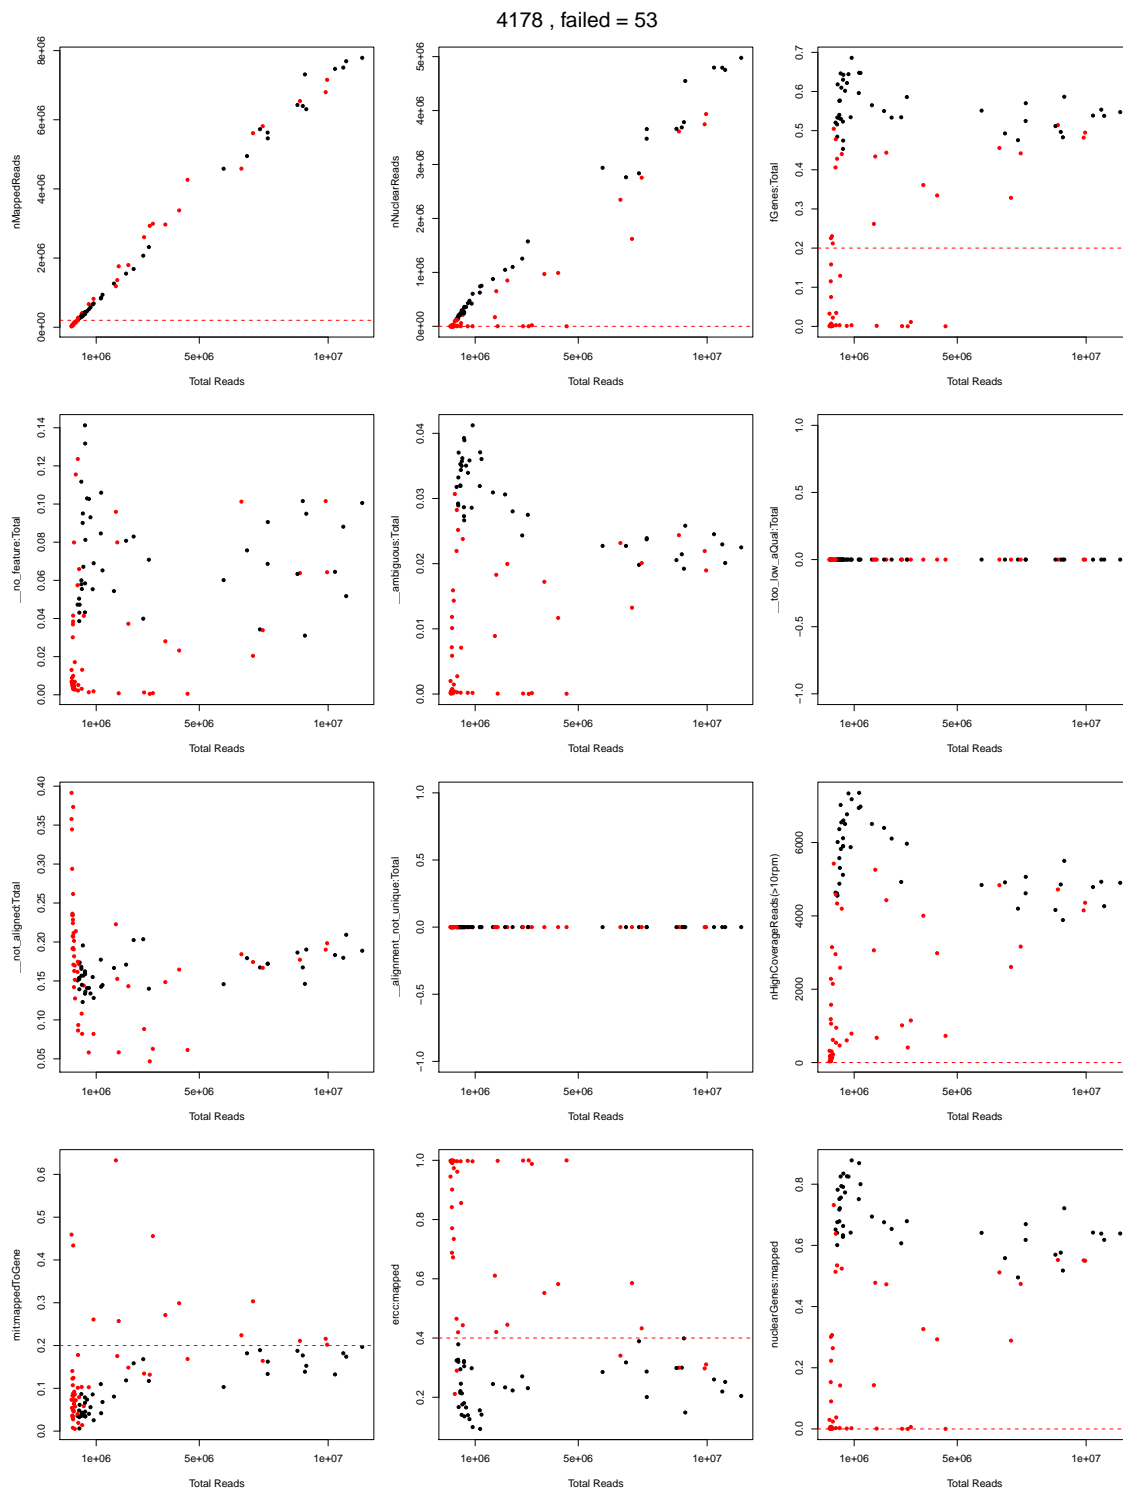 4178 , failed = 53
nMappedReads
0e+00 2e+06 4e+06 6e+06 8e+06
1e+06 5e+06 1e+07
Total Reads
nNuclearReads
0e+00 1e+06 2e+06 3e+06 4e+06 5e+06
1e+06 5e+06 1e+07
Total Reads
fGenes:Total
0.0 0.1 0.2 0.3 0.4 0.5 0.6 0.7
1e+06 5e+06 1e+07
Total Reads
__no_feature:Total
0.00 0.02 0.04 0.06 0.08 0.10 0.12 0.14
1e+06 5e+06 1e+07
Total Reads
__ambiguous:Total
0.00 0.01 0.02 0.03 0.04
1e+06 5e+06 1e+07
Total Reads
__too_low_aQual:Total
−1.0 −0.5 0.0 0.5 1.0
1e+06 5e+06 1e+07
Total Reads
__not_aligned:Total
0.05 0.10 0.15 0.20 0.25 0.30 0.35 0.40
1e+06 5e+06 1e+07
Total Reads
__alignment_not_unique:Total
−1.0 −0.5 0.0 0.5 1.0
1e+06 5e+06 1e+07
Total Reads
nHighCoverageReads(>10rpm)
0 2000 4000 6000
1e+06 5e+06 1e+07
Total Reads
mit:mappedToGene
0.0 0.1 0.2 0.3 0.4 0.5 0.6
1e+06 5e+06 1e+07
Total Reads
ercc:mapped
0.2 0.4 0.6 0.8 1.0
1e+06 5e+06 1e+07
Total Reads
nuclearGenes:mapped
0.0 0.2 0.4 0.6 0.8
1e+06 5e+06 1e+07
Total Reads